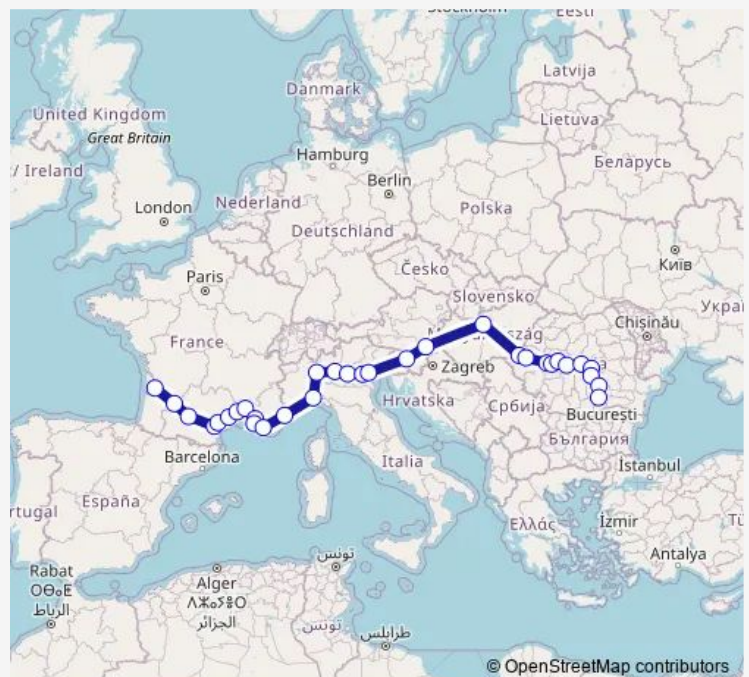 Eesti
Latvija
Danmark
Lietuva
United Kingdom
Great Britain
Беларусь
Hamburg
/ Ireland
Berlin
London
Nederland
Polska
Deutschland
Київ
Česko
Paris
Slovensko
Украї
France
Chișinău
Zagreb
Hrvatska
Србија
București
България
Barcelona
Italia
İstanbul
España
rtugal
Ελλάς
İzmir
Antalya
تونس
Rabat
الرباط
Alger
الجزائر
تونس
طرابلس
© OpenStreetMap contributors